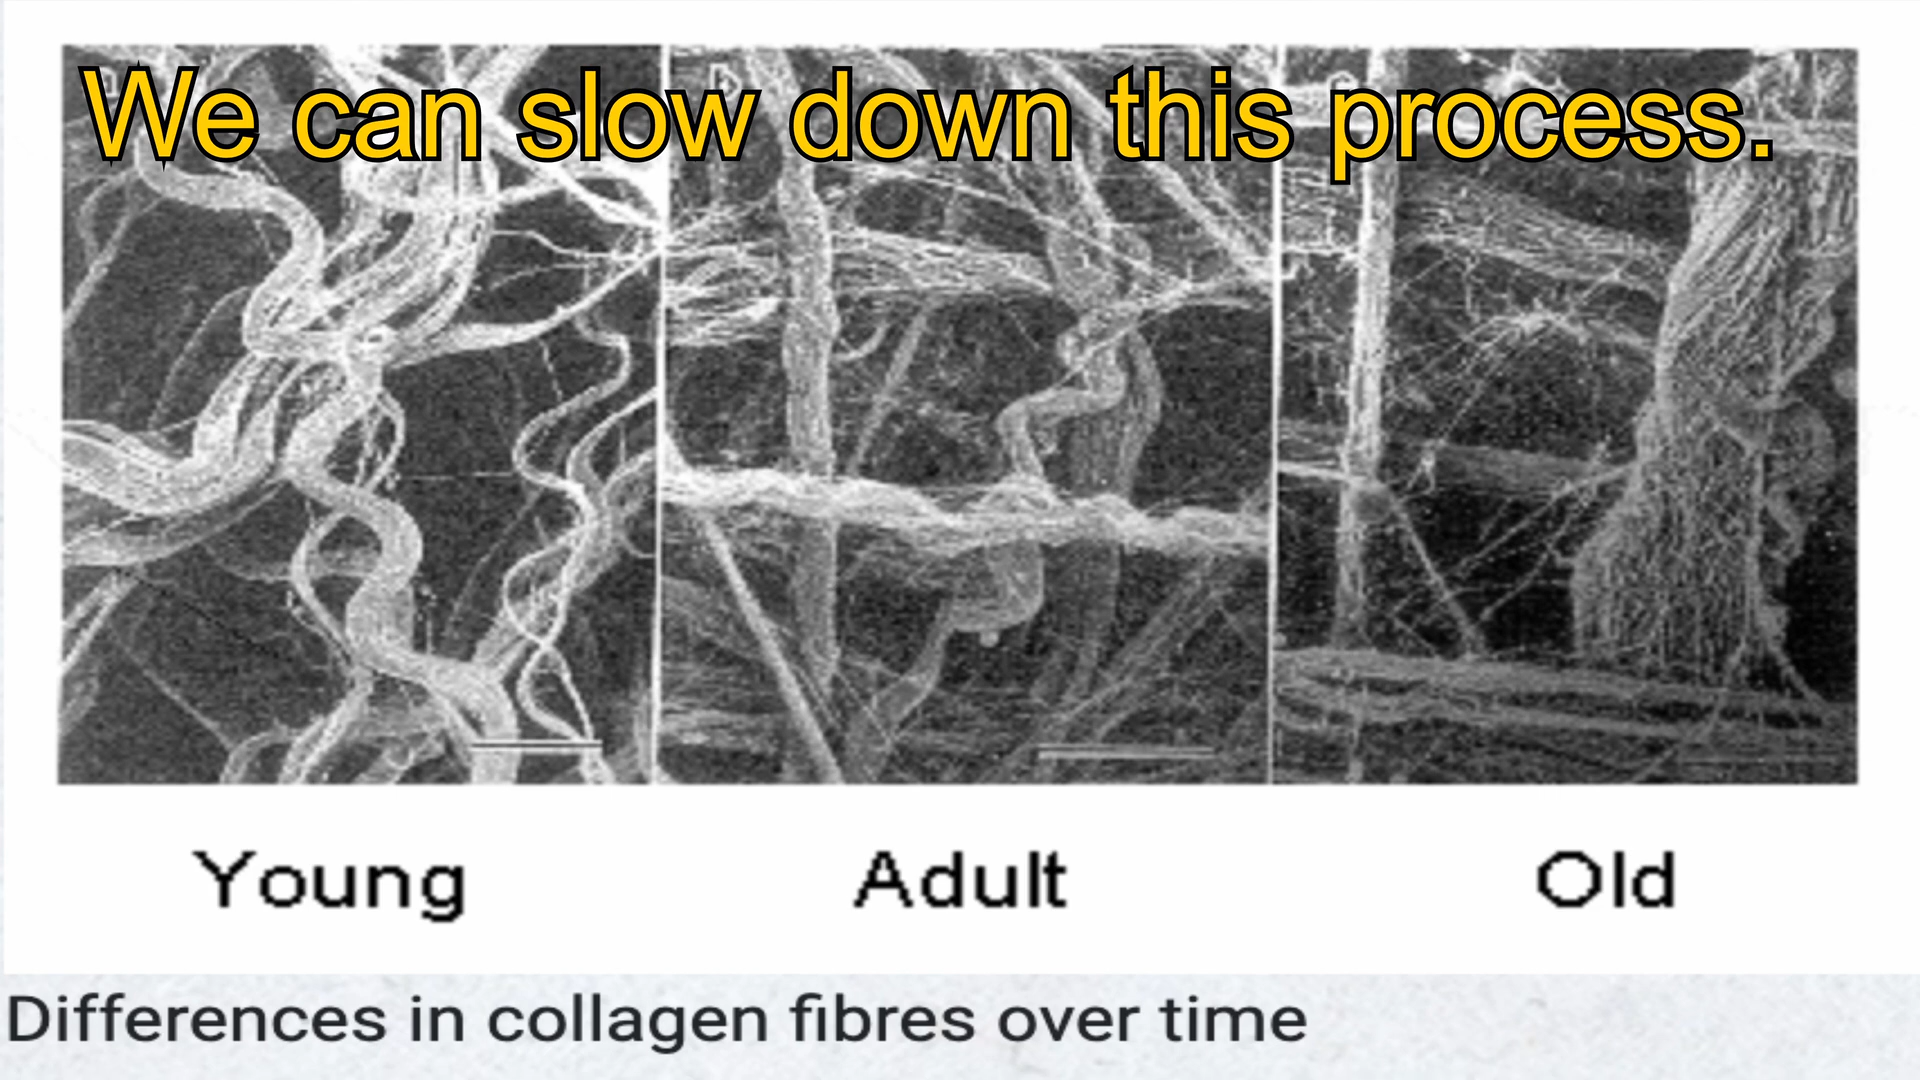 We can slow down this process.
b
Young Adult Old
Differences in collagen fibres over time